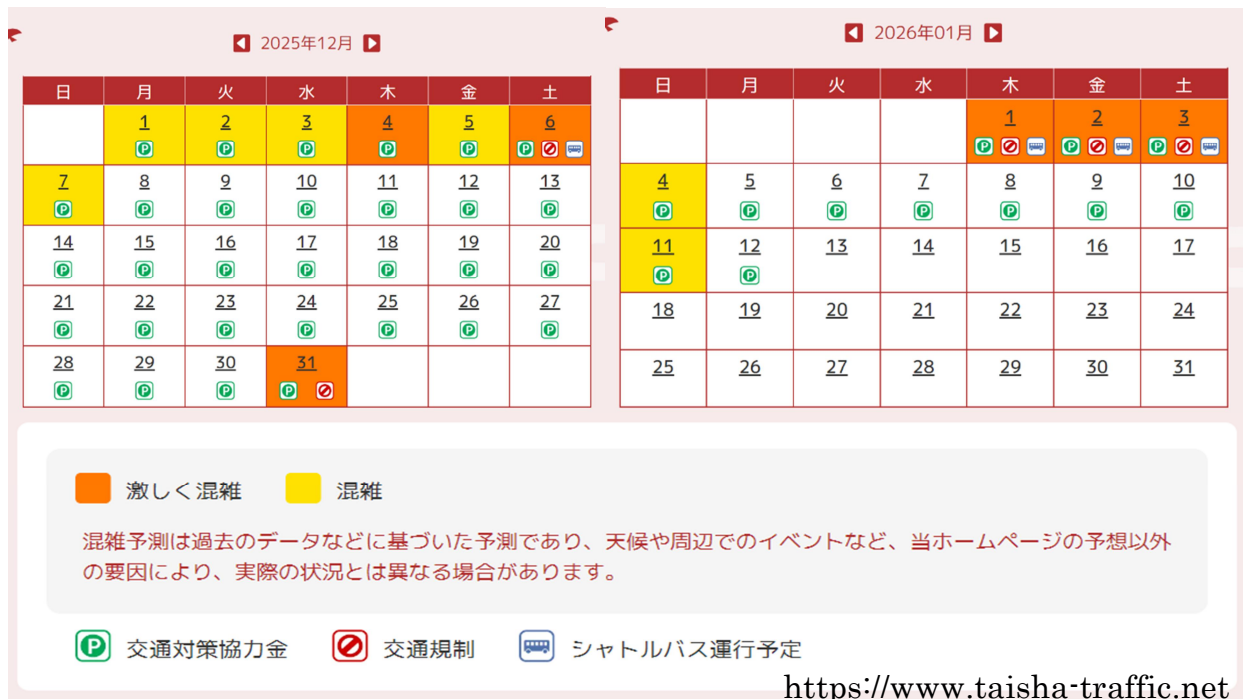 2025年12月
日 月 火 水 木 金 土
1 2 3 4 5 6
P P P P P P
7 8 9 10 11 12 13
P P P P P P P
14 15 16 17 18 19 20
P P P P P P P
21 22 23 24 25 26 27
P P P P P P P
28 29 30 31
P P P P
2026年01月
日 月 火 水 木 金 土
1 2 3
P P P
4 5 6 7 8 9 10
P P P P P P P
11 12 13 14 15 16 17
P P
18 19 20 21 22 23 24
25 26 27 28 29 30 31
激しく混雑 混雑
混雑予測は過去のデータなどに基づいた予測であり、天候や周辺でのイベントなど、当ホームページの予想以外
の要因により、実際の状況とは異なる場合があります。
P 交通対策協力金 交通規制 シャトルバス運行予定
https://www.taisha-traffic.net